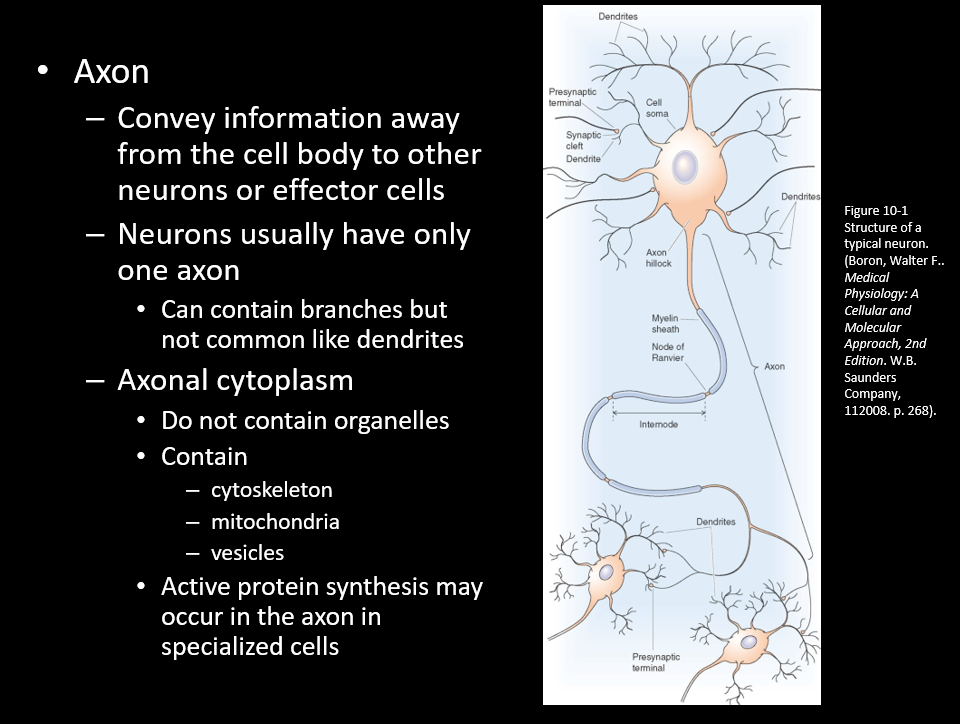 • Axon
– Convey information away
from the cell body to other
neurons or effector cells
– Neurons usually have only
one axon
• Can contain branches but
not common like dendrites
– Axonal cytoplasm
• Do not contain organelles
• Contain
– cytoskeleton
– mitochondria
– vesicles
• Active protein synthesis may
occur in the axon in
specialized cells
Dendrites
Presynaptic
terminal
Cell
soma
Synaptic
cleft
Dendrite
Dendrites
Axon
hillock
Myelin
sheath
Node of
Ranvier
Axon
Internode
Dendrites
Presynaptic
terminal
Figure 10-1
Structure of a
typical neuron.
(Boron, Walter F..
Medical
Physiology: A
Cellular and
Molecular
Approach, 2nd
Edition. W.B.
Saunders
Company,
112008. p. 268).